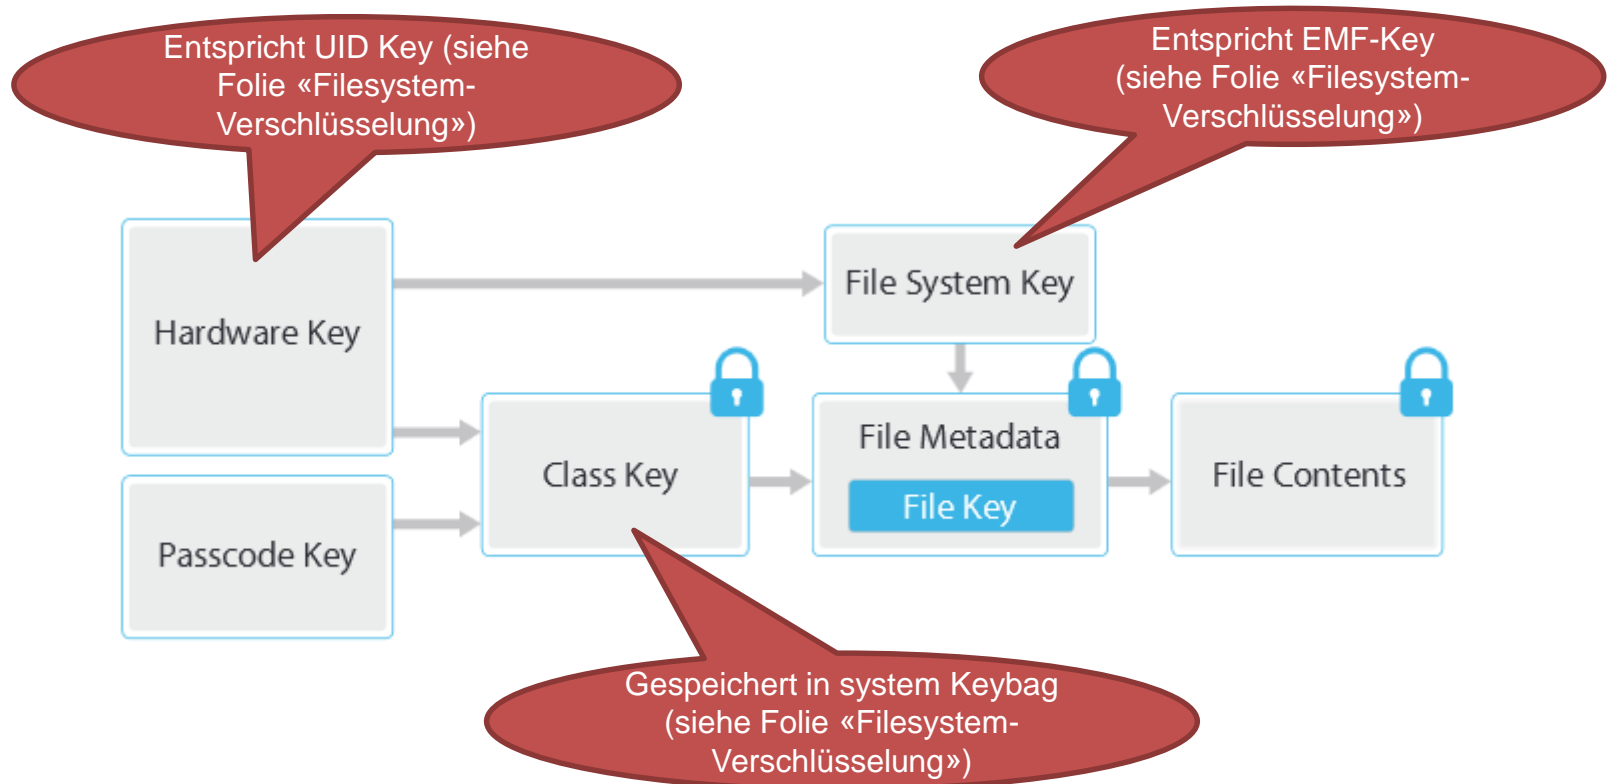 Entspricht UID Key (siehe
Folie «Filesystem-
Verschlüsselung»)
Entspricht EMF-Key
(siehe Folie «Filesystem-
Verschlüsselung»)
Hardware Key
File System Key
Passcode Key
Class Key
File Metadata
File Key
File Contents
Gespeichert in system Keybag
(siehe Folie «Filesystem-
Verschlüsselung»)